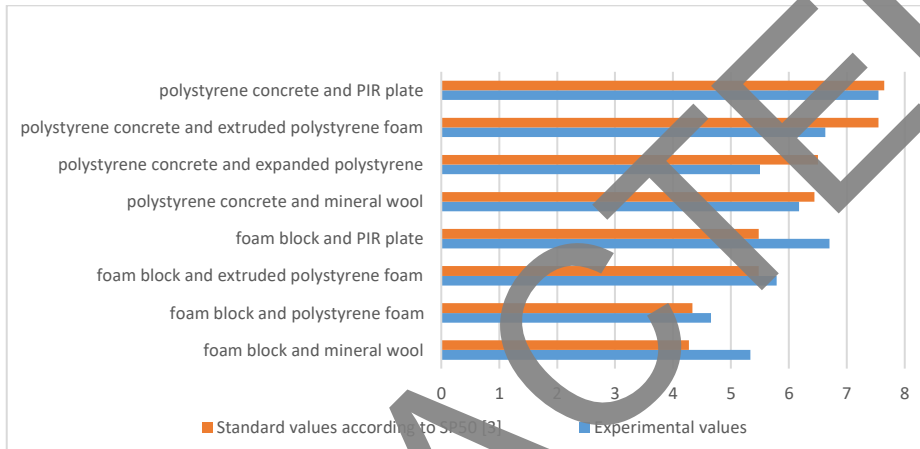 polystyrene concrete and PIR plate
polystyrene concrete and extruded polystyrene foam
polystyrene concrete and expanded polystyrene
polystyrene concrete and mineral wool
foam block and PIR plate
foam block and extruded polystyrene foam
foam block and polystyrene foam
foam block and mineral wool
0 1 2 3 4 5 6 7 8
Standard values according to SP50 [3] Experimental values
ACTE